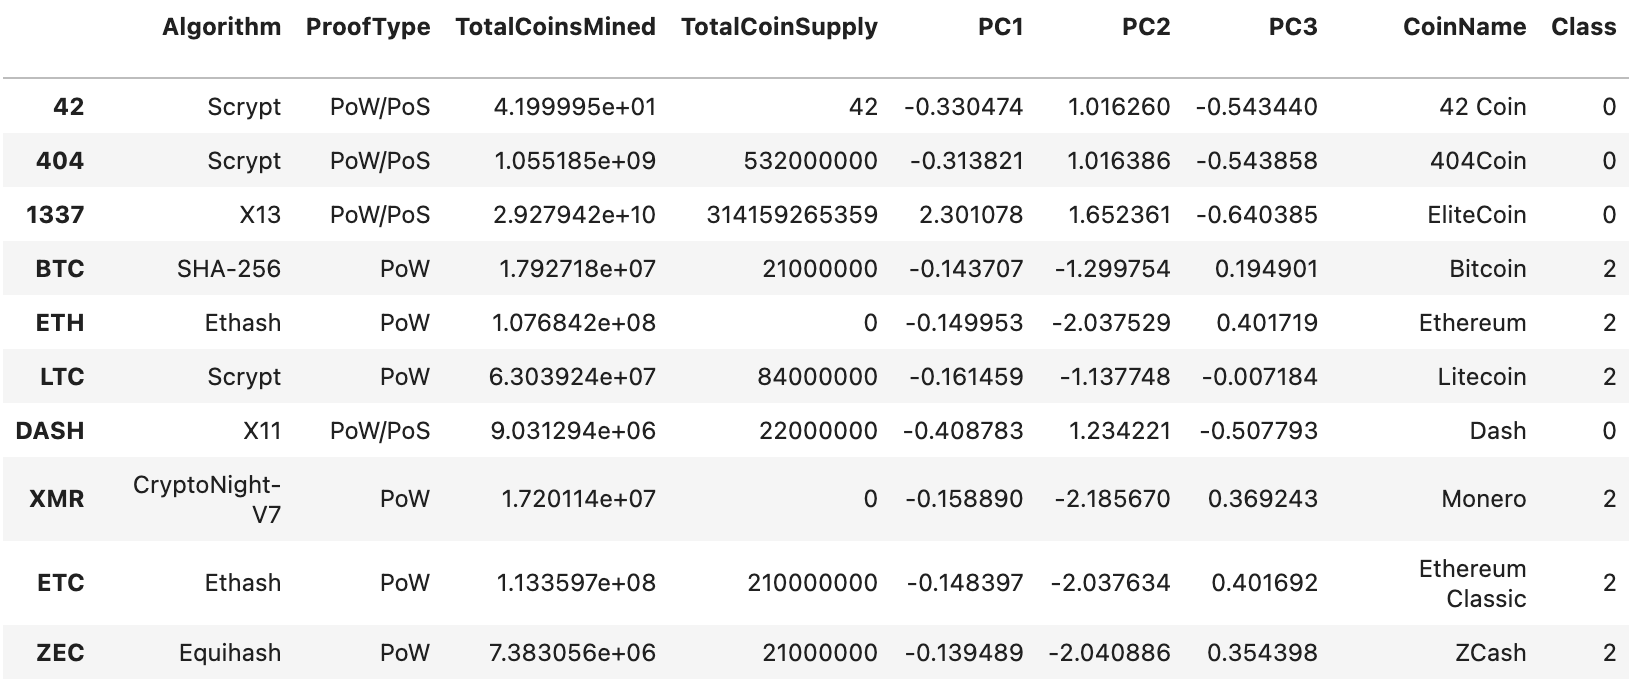 Algorithm ProofType TotalCoinsMined TotalCoinSupply PC1 PC2 PC3 CoinName Class
42 Scrypt PoW/PoS 4.199995e+01 42 -0.330474 1.016260 -0.543440 42 Coin 0
404 Scrypt PoW/PoS 1.055185e+09 532000000 -0.313821 1.016386 -0.543858 404Coin 0
1337 X13 PoW/PoS 2.927942e+10 314159265359 2.301078 1.652361 -0.640385 EliteCoin 0
BTC SHA-256 PoW 1.792718e+07 21000000 -0.143707 -1.299754 0.194901 Bitcoin 2
ETH Ethash PoW 1.076842e+08 0 -0.149953 -2.037529 0.401719 Ethereum 2
LTC Scrypt PoW 6.303924e+07 84000000 -0.161459 -1.137748 -0.007184 Litecoin 2
DASH X11 PoW/PoS 9.031294e+06 22000000 -0.408783 1.234221 -0.507793 Dash 0
CryptoNight-
XMR PoW 1.720114e+07 0 -0.158890 -2.185670 0.369243 Monero 2
V7
Ethereum
ETC Ethash PoW 1.133597e+08 210000000 -0.148397 -2.037634 0.401692 2
Classic
ZEC Equihash PoW 7.383056e+06 21000000 -0.139489 -2.040886 0.354398 ZCash 2